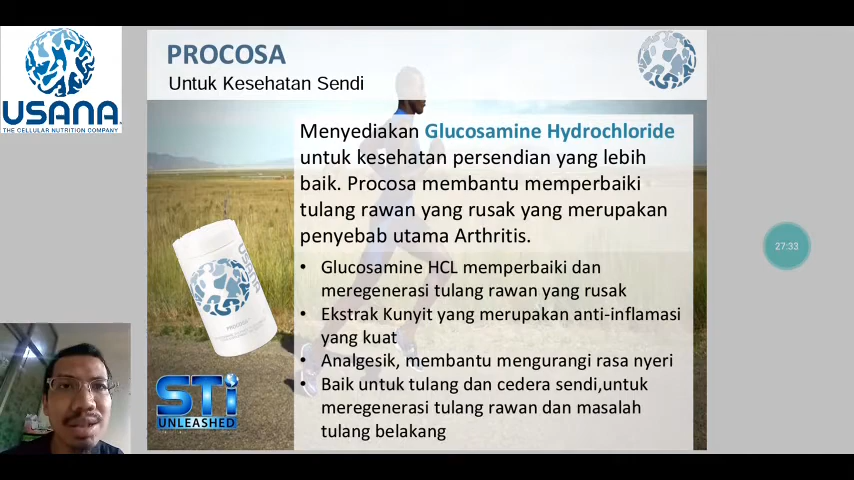 USANA
THE CELLULAR NUTRITION COMPANY
PROCOSA
Untuk Kesehatan Sendi
Menyediakan Glucosamine Hydrochloride
untuk kesehatan persendian yang lebih
baik. Procosa membantu memperbaiki
tulang rawan yang rusak yang merupakan
penyebab utama Arthritis.
• Glucosamine HCL memperbaiki dan
meregenerasi tulang rawan yang rusak
• Ekstrak Kunyit yang merupakan anti-inflamasi
yang kuat
• Analgesik, membantu mengurangi rasa nyeri
• Baik untuk tulang dan cedera sendi,untuk
meregenerasi tulang rawan dan masalah
tulang belakang
USANA
PROCOSA
STi
UNLEASHED
27:33